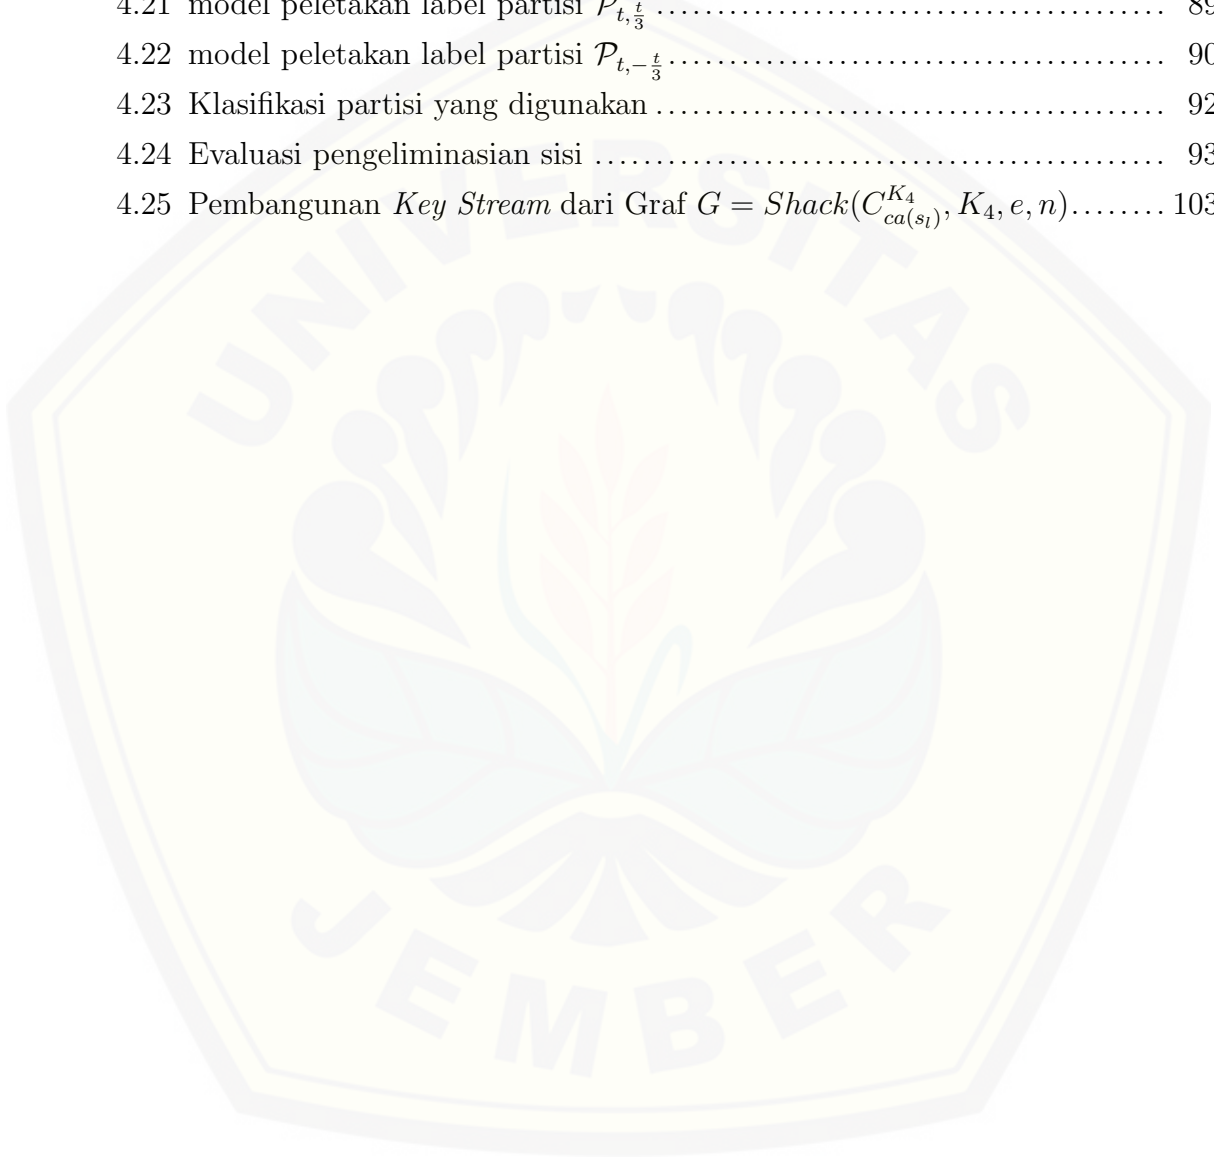 4.21 model peletakan label partisi $\mathcal{P}_{t,\frac{t}{3}}$ ........................................ 89
4.22 model peletakan label partisi $\mathcal{P}_{t,-\frac{t}{3}}$ ........................................ 90
4.23 Klasifikasi partisi yang digunakan ........................................ 92
4.24 Evaluasi pengeliminasian sisi ........................................ 93
4.25 Pembangunan Key Stream dari Graf $G = Shack(C^{K_4}_{ca(s_l)}, K_4, e, n)$ ........ 103
UNIVERSITAS
JEMBER